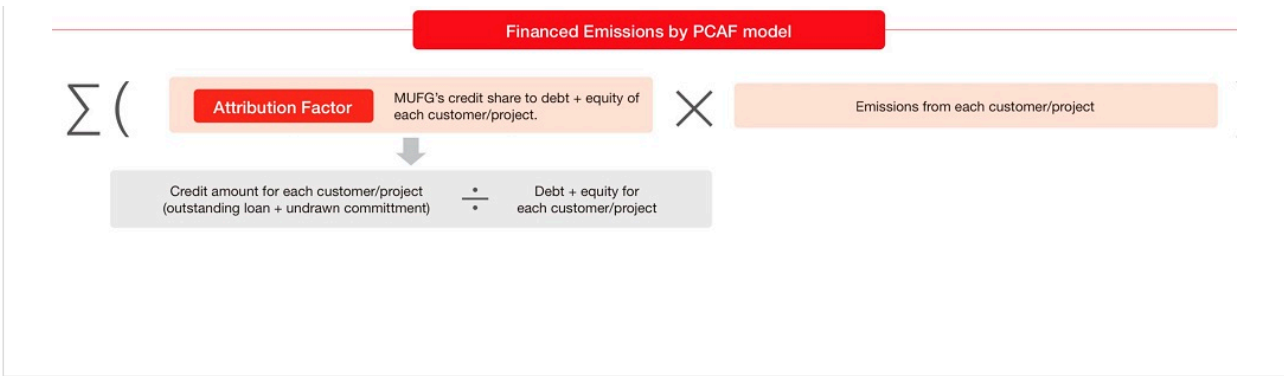 Financed Emissions by PCAF model
∑ (
Attribution Factor
MUFG's credit share to debt + equity of
each customer/project.
×
Emissions from each customer/project
Credit amount for each customer/project
(outstanding loan + undrawn committment)
÷
Debt + equity for
each customer/project